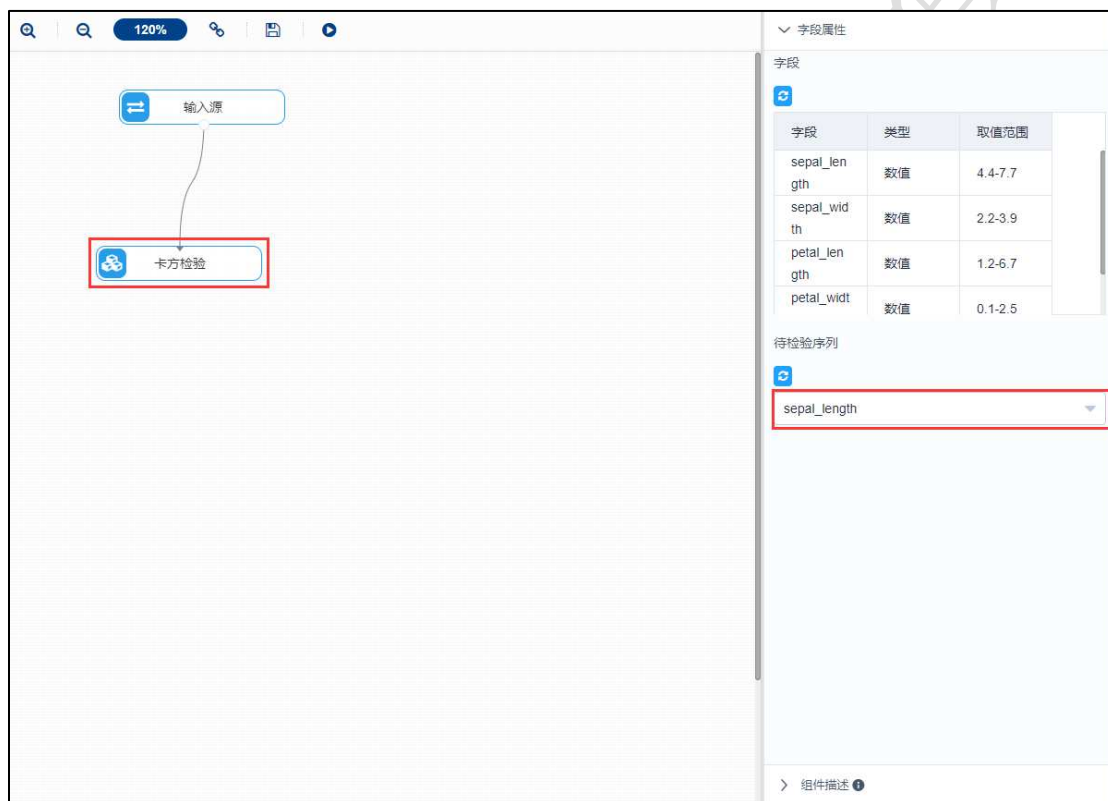 120%
输入源
卡方检验
字段属性
字段
字段 类型 取值范围
sepal_len
gth 数值 4.4-7.7
sepal_wid
th 数值 2.2-3.9
petal_len
gth 数值 1.2-6.7
petal_widt
数值 0.1-2.5
待检验序列
sepal_length
组件描述